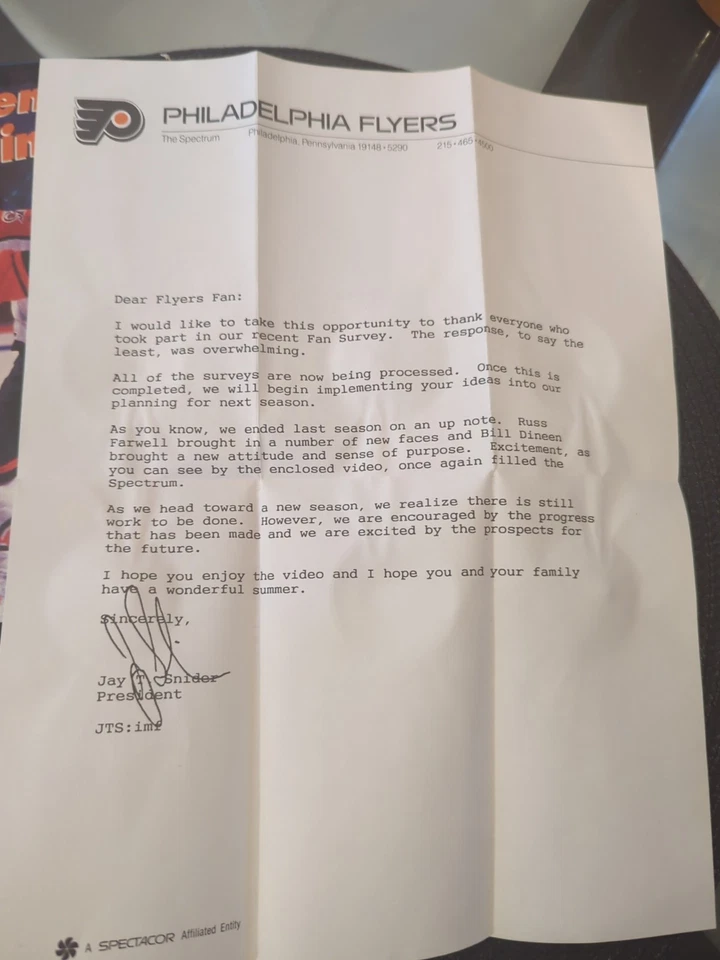 PHILADELPHIA FLYERS
The Spectrum Philadelphia, Pennsylvania 19148•5290 215•465•4500
Dear Flyers Fan:
I would like to take this opportunity to thank everyone who
took part in our recent Fan Survey. The response, to say the
least, was overwhelming.
All of the surveys are now being processed. Once this is
completed, we will begin implementing your ideas into our
planning for next season.
As you know, we ended last season on an up note. Russ
Farwell brought in a number of new faces and Bill Dineen
brought a new attitude and sense of purpose. Excitement, as
you can see by the enclosed video, once again filled the
Spectrum.
As we head toward a new season, we realize there is still
work to be done. However, we are encouraged by the progress
that has been made and we are excited by the prospects for
the future.
I hope you enjoy the video and I hope you and your family
have a wonderful summer.
Sincerely,
Jay T. Snider
President
JTS:imf
A SPECTACOR Affiliated Entity